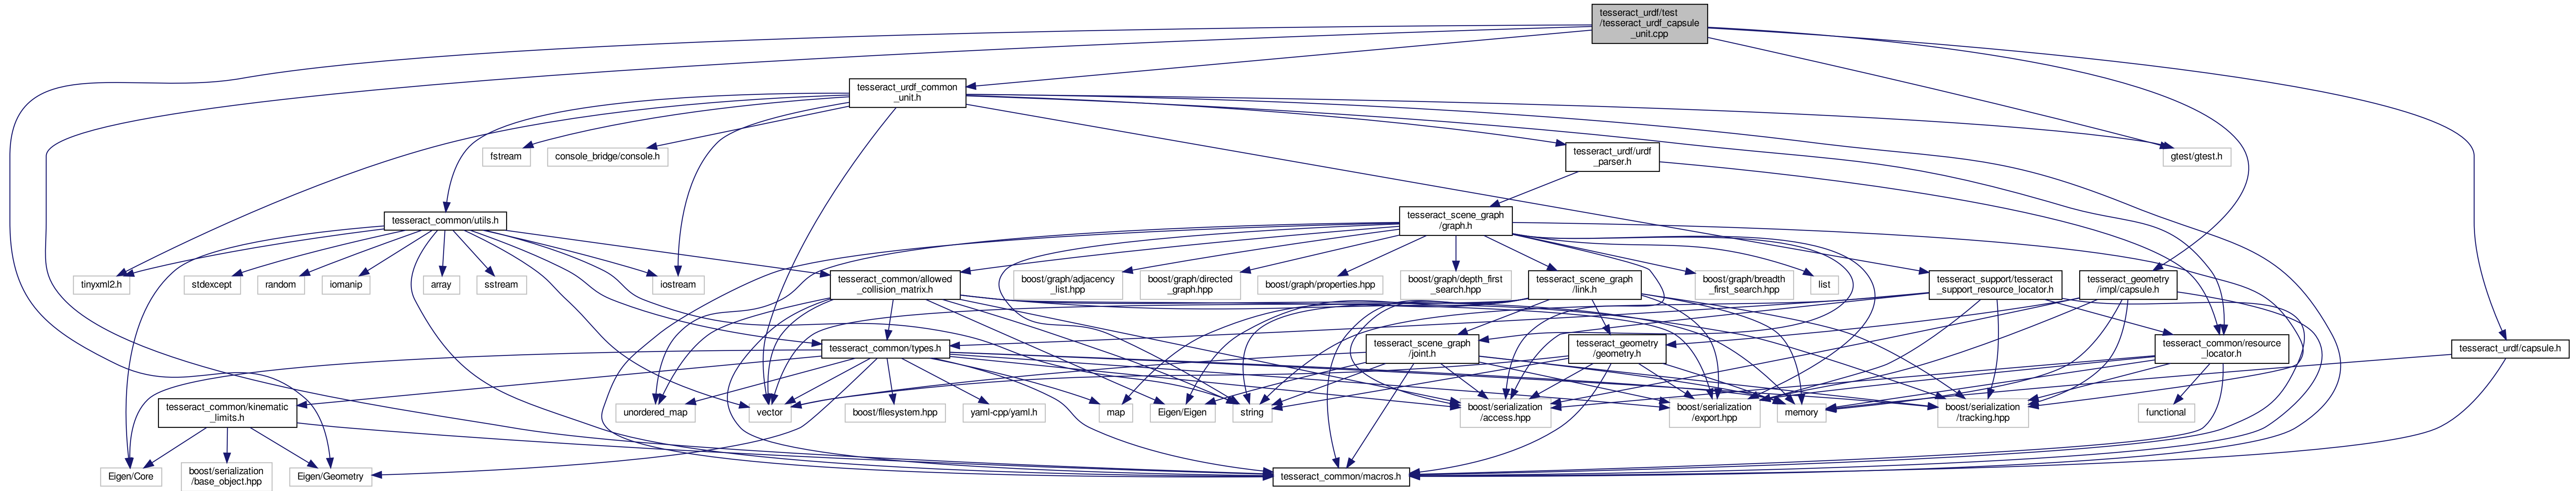 tesseract_urdf/test
/tesseract_urdf_capsule
_unit.cpp
tesseract_urdf_common
_unit.h
fstream
console_bridge/console.h
tesseract_urdf/urdf
_parser.h
gtest/gtest.h
tesseract_common/utils.h
tesseract_scene_graph
/graph.h
tinyxml2.h
stdexcept
random
iomanip
array
sstream
iostream
tesseract_common/allowed
_collision_matrix.h
boost/graph/adjacency
_list.hpp
boost/graph/directed
_graph.hpp
boost/graph/properties.hpp
boost/graph/depth_first
_search.hpp
tesseract_scene_graph
/link.h
boost/graph/breadth
_first_search.hpp
list
tesseract_support/tesseract
_support_resource_locator.h
tesseract_geometry
/impl/capsule.h
tesseract_common/types.h
tesseract_scene_graph
/joint.h
tesseract_geometry
/geometry.h
tesseract_common/resource
_locator.h
tesseract_urdf/capsule.h
tesseract_common/kinematic
_limits.h
unordered_map
vector
boost/filesystem.hpp
yaml-cpp/yaml.h
map
Eigen/Eigen
string
boost/serialization
/access.hpp
boost/serialization
/export.hpp
memory
boost/serialization
/tracking.hpp
functional
Eigen/Core
boost/serialization
/base_object.hpp
Eigen/Geometry
tesseract_common/macros.h